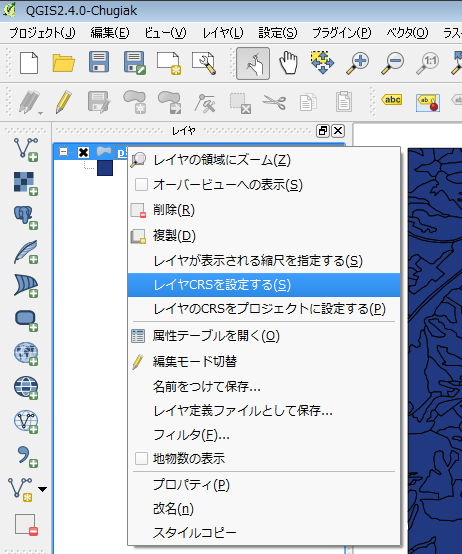 QGIS2.4.0-Chugiak
プロジェクト(J) 編集(E) ビュー(V) レイヤ(L) 設定(S) プラグイン(P) ベクタ(O) ラス
1:1
abc
ab
レイヤ
p
レイヤの領域にズーム(Z)
オーバービューへの表示(S)
削除(R)
複製(D)
レイヤが表示される縮尺を指定する(S)
レイヤCRSを設定する(S)
レイヤのCRSをプロジェクトに設定する(P)
属性テーブルを開く(O)
編集モード切替
名前をつけて保存...
レイヤ定義ファイルとして保存...
フィルタ(F)...
地物数の表示
プロパティ(P)
改名(n)
スタイルコピー